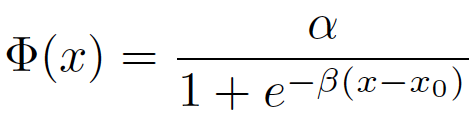 Φ(x) = α / (1 + e^{−β(x−x₀)})